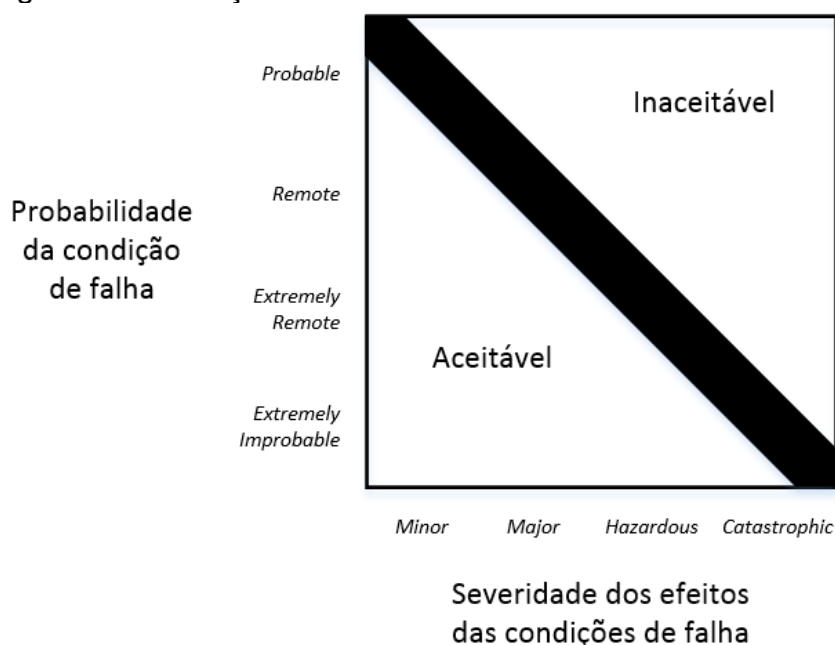 Probable
Inaceitável
Remote
Probabilidade
da condição
de falha
Extremely
Remote
Aceitável
Extremely
Improbable
Minor
Major
Hazardous
Catastrophic
Severidade dos efeitos
das condições de falha